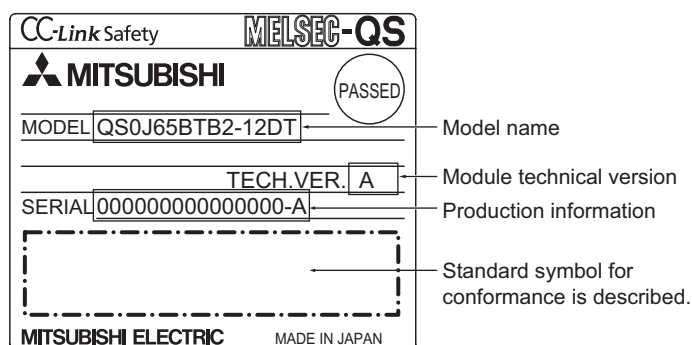 CC-Link Safety MELSEC-QS
MITSUBISHI
PASSED
MODEL QS0J65BTB2-12DT
Model name
TECH.VER. A
Module technical version
SERIAL 000000000000000-A
Production information
Standard symbol for
conformance is described.
MITSUBISHI ELECTRIC MADE IN JAPAN